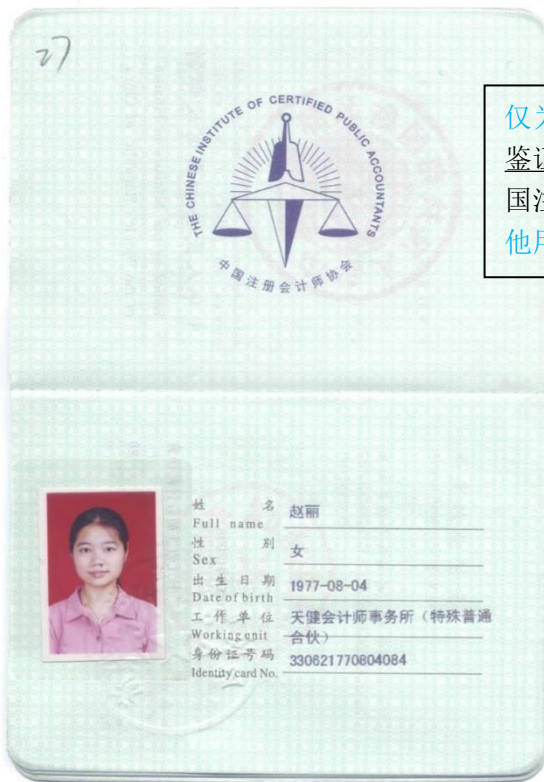 27
THE CHINESE INSTITUTE OF CERTIFIED PUBLIC ACCOUNTANTS
中国注册会计师协会
仅为
鉴证
国注
他用
姓 名 赵丽
Full name
性 别 女
Sex
出生日期 1977-08-04
Date of birth
工作单位 天健会计师事务所（特殊普通
Working unit 合伙）
身份证号码 330621770804084
Identity card No.